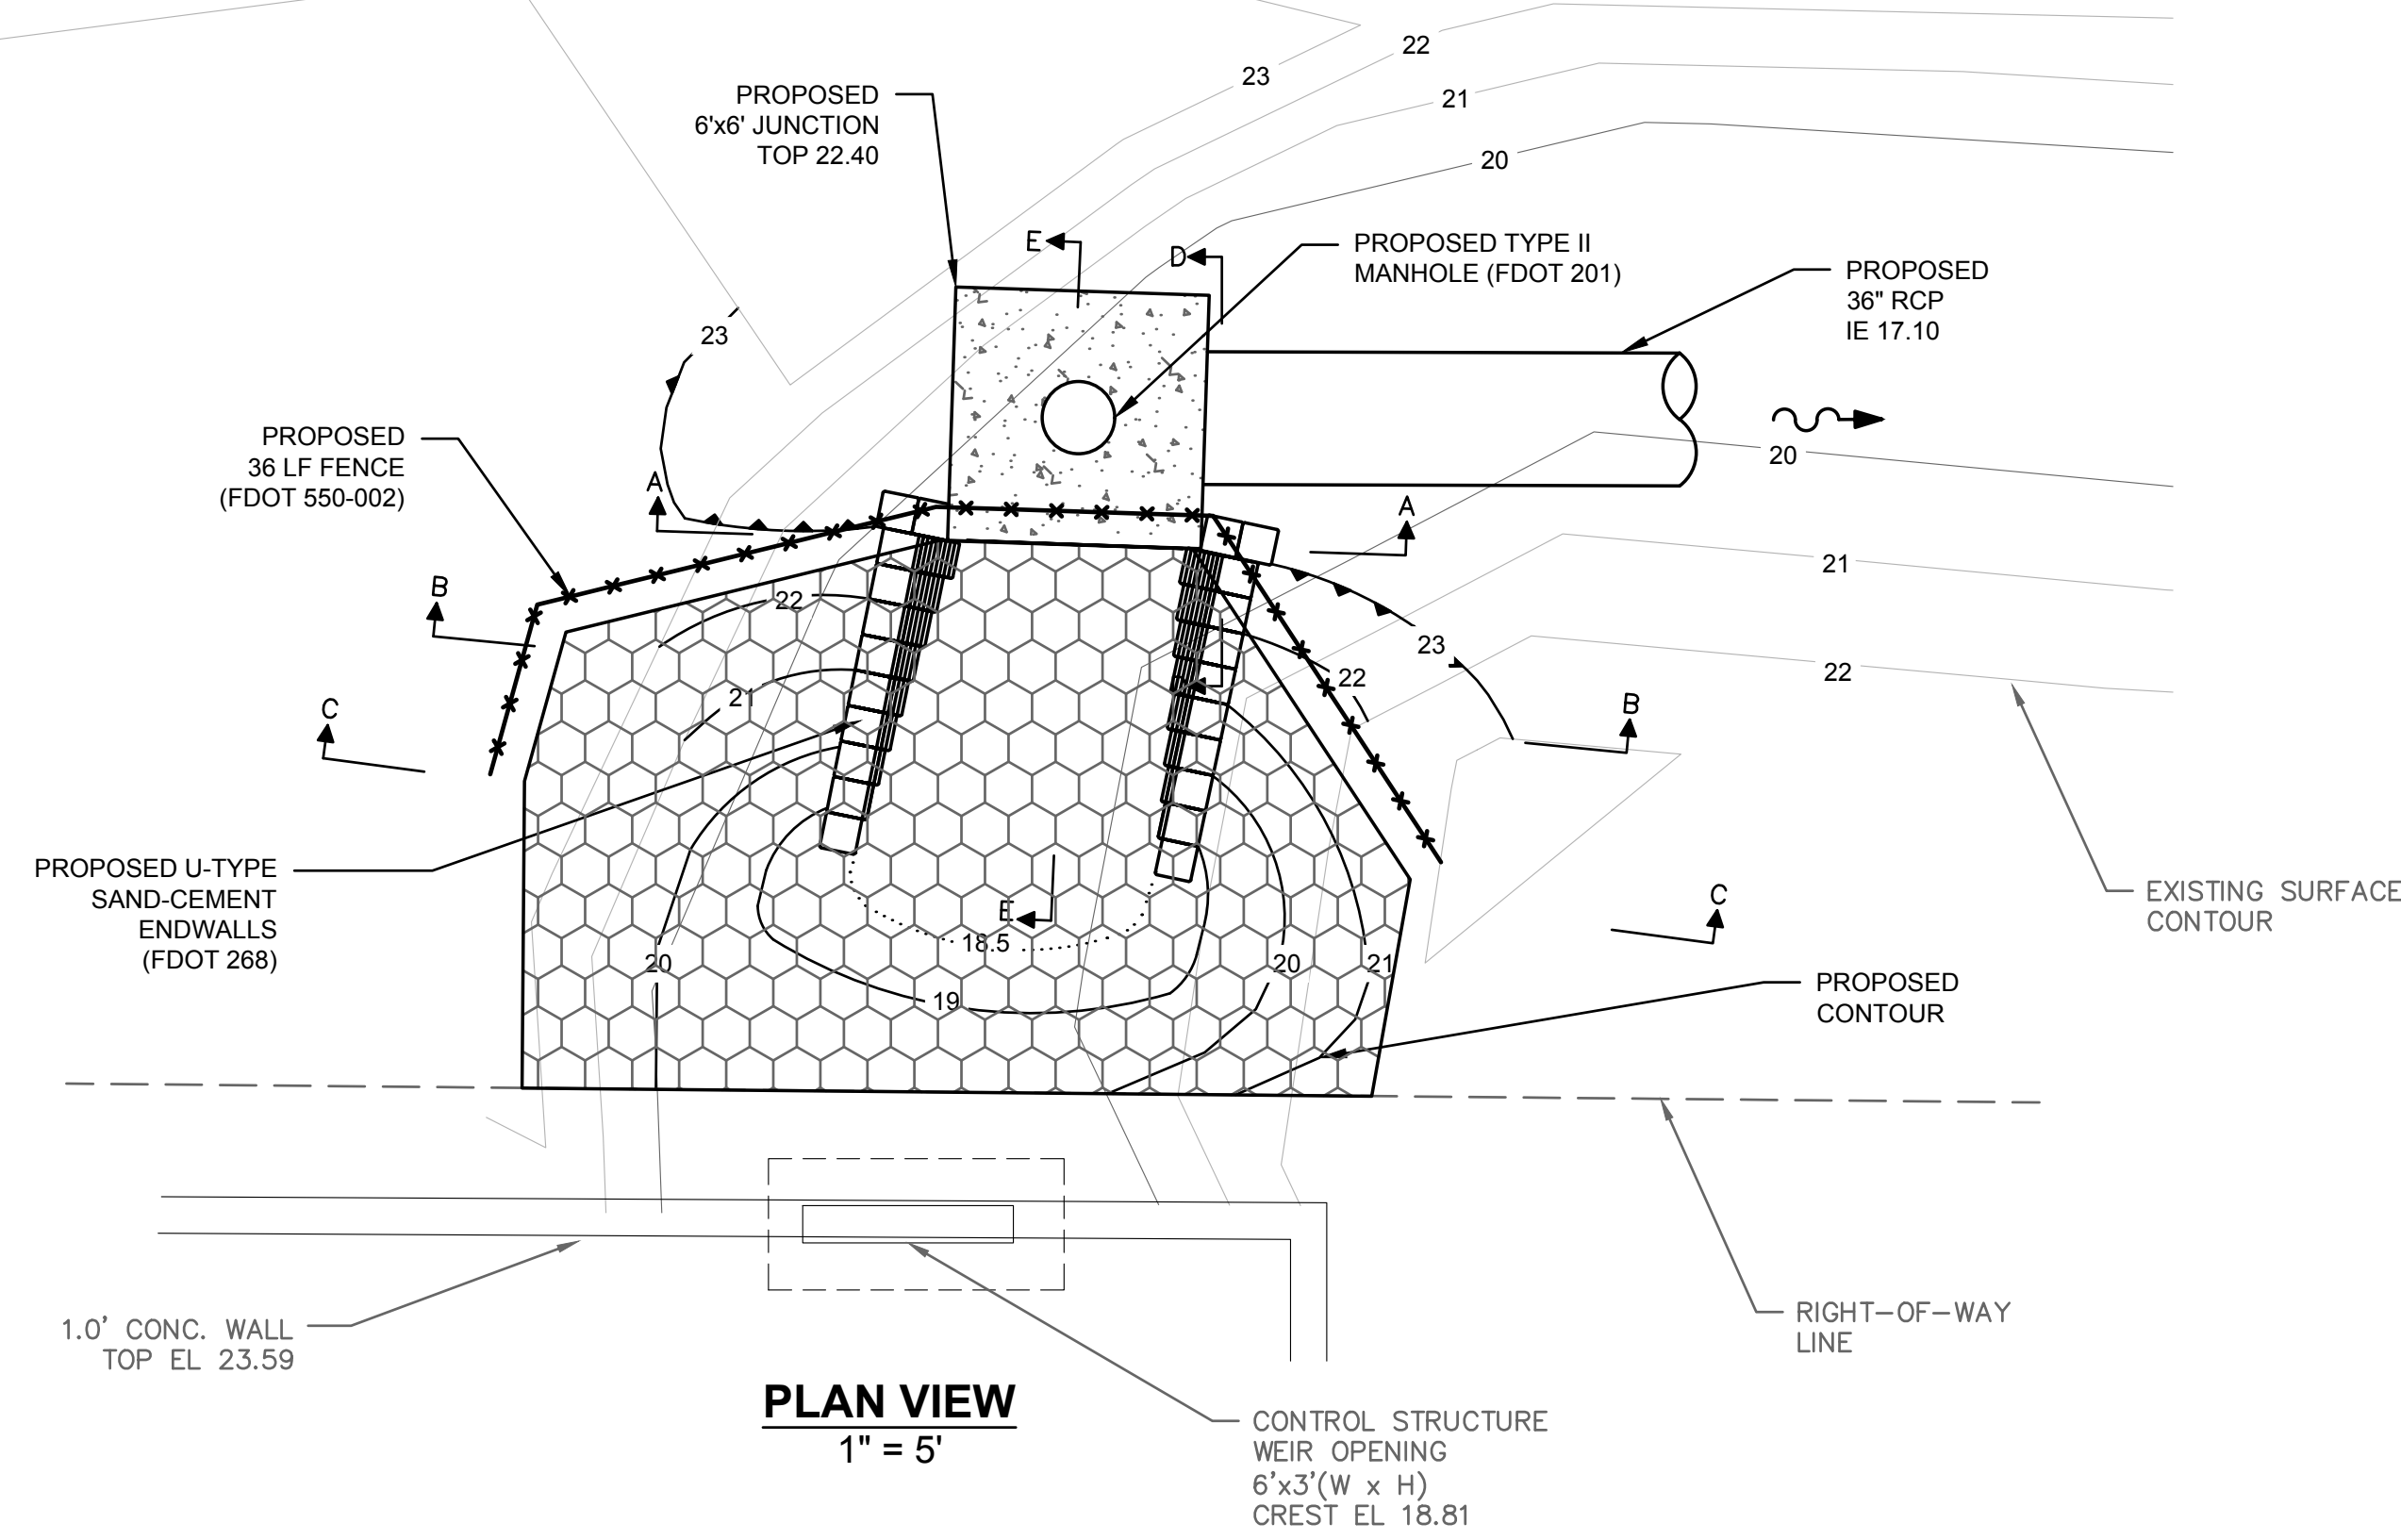 22
23
21
PROPOSED
6'x6' JUNCTION
TOP 22.40
20
E
D
PROPOSED TYPE II
MANHOLE (FDOT 201)
PROPOSED
36" RCP
IE 17.10
23
PROPOSED
36 LF FENCE
(FDOT 550-002)
20
A
A
21
B
22
23
22
22
21
B
C
PROPOSED U-TYPE
SAND-CEMENT
ENDWALLS
(FDOT 268)
EXISTING SURFACE
CONTOUR
C
E
18.5
20
20
21
19
PROPOSED
CONTOUR
1.0' CONC. WALL
TOP EL 23.59
RIGHT-OF-WAY
LINE
PLAN VIEW
1" = 5'
CONTROL STRUCTURE
WEIR OPENING
6'x3'(W x H)
CREST EL 18.81